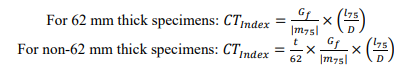 For 62 mm thick specimens: CT_Index = G_f/|m_75| × (l_75/D)
For non-62 mm thick specimens: CT_Index = t/62 × G_f/|m_75| × (l_75/D)